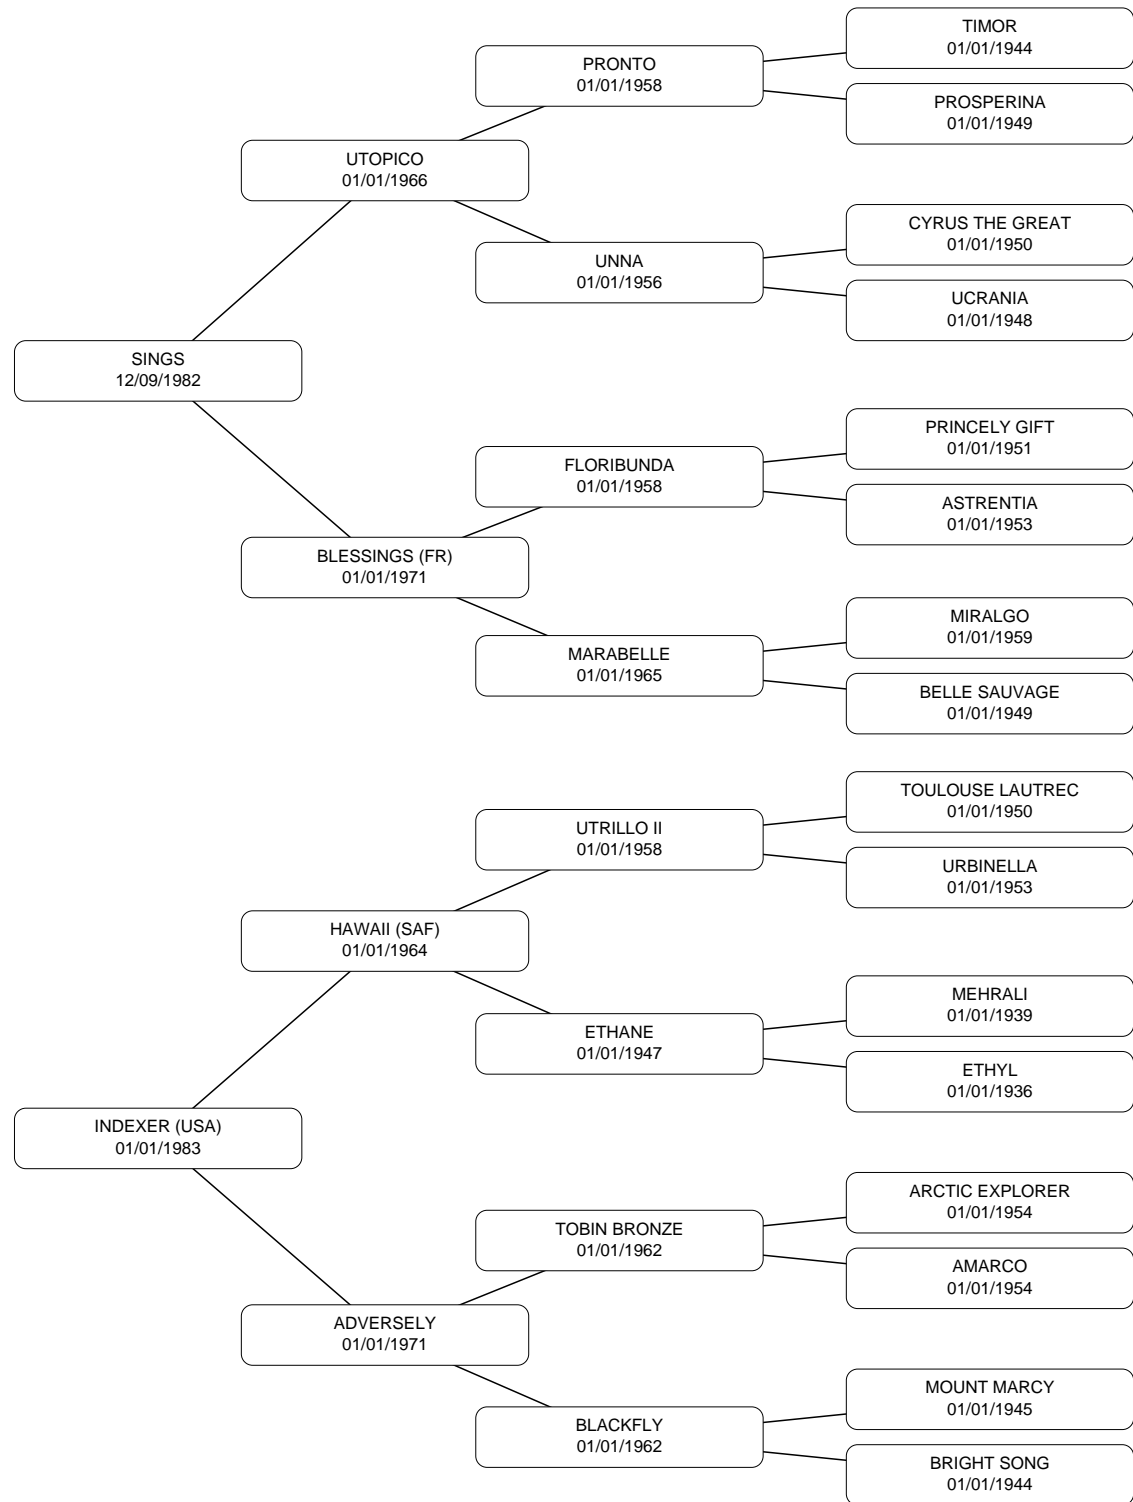 TIMOR
01/01/1944
PRONTO
01/01/1958
PROSPERINA
01/01/1949
UTOPICO
01/01/1966
CYRUS THE GREAT
01/01/1950
UNNA
01/01/1956
UCRANIA
01/01/1948
SINGS
12/09/1982
PRINCELY GIFT
01/01/1951
FLORIBUNDA
01/01/1958
ASTRENTIA
01/01/1953
BLESSINGS (FR)
01/01/1971
MIRALGO
01/01/1959
MARABELLE
01/01/1965
BELLE SAUVAGE
01/01/1949
TOULOUSE LAUTREC
01/01/1950
UTRILLO II
01/01/1958
URBINELLA
01/01/1953
HAWAII (SAF)
01/01/1964
MEHRALI
01/01/1939
ETHANE
01/01/1947
ETHYL
01/01/1936
INDEXER (USA)
01/01/1983
ARCTIC EXPLORER
01/01/1954
TOBIN BRONZE
01/01/1962
AMARCO
01/01/1954
ADVERSELY
01/01/1971
MOUNT MARCY
01/01/1945
BLACKFLY
01/01/1962
BRIGHT SONG
01/01/1944